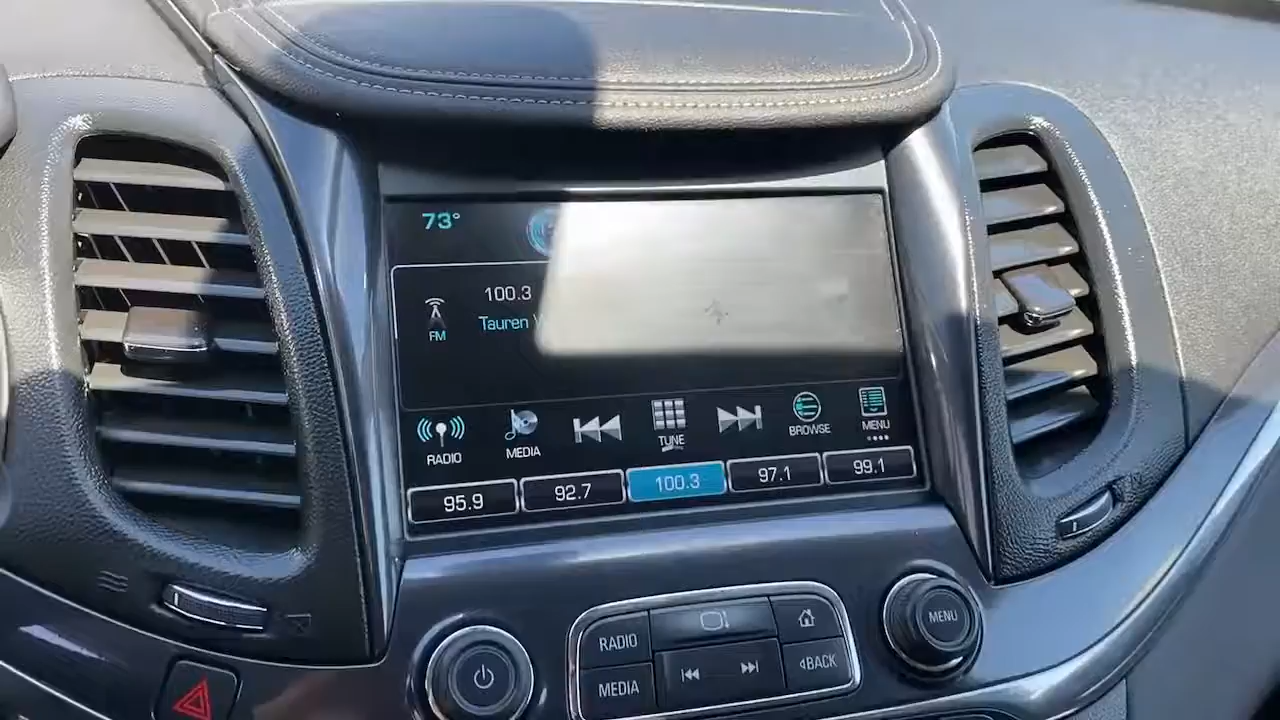 73°
100.3
Tauren
FM
RADIO
MEDIA
TUNE
BROWSE
MENU
95.9
92.7
100.3
97.1
99.1
RADIO
MEDIA
BACK
MENU